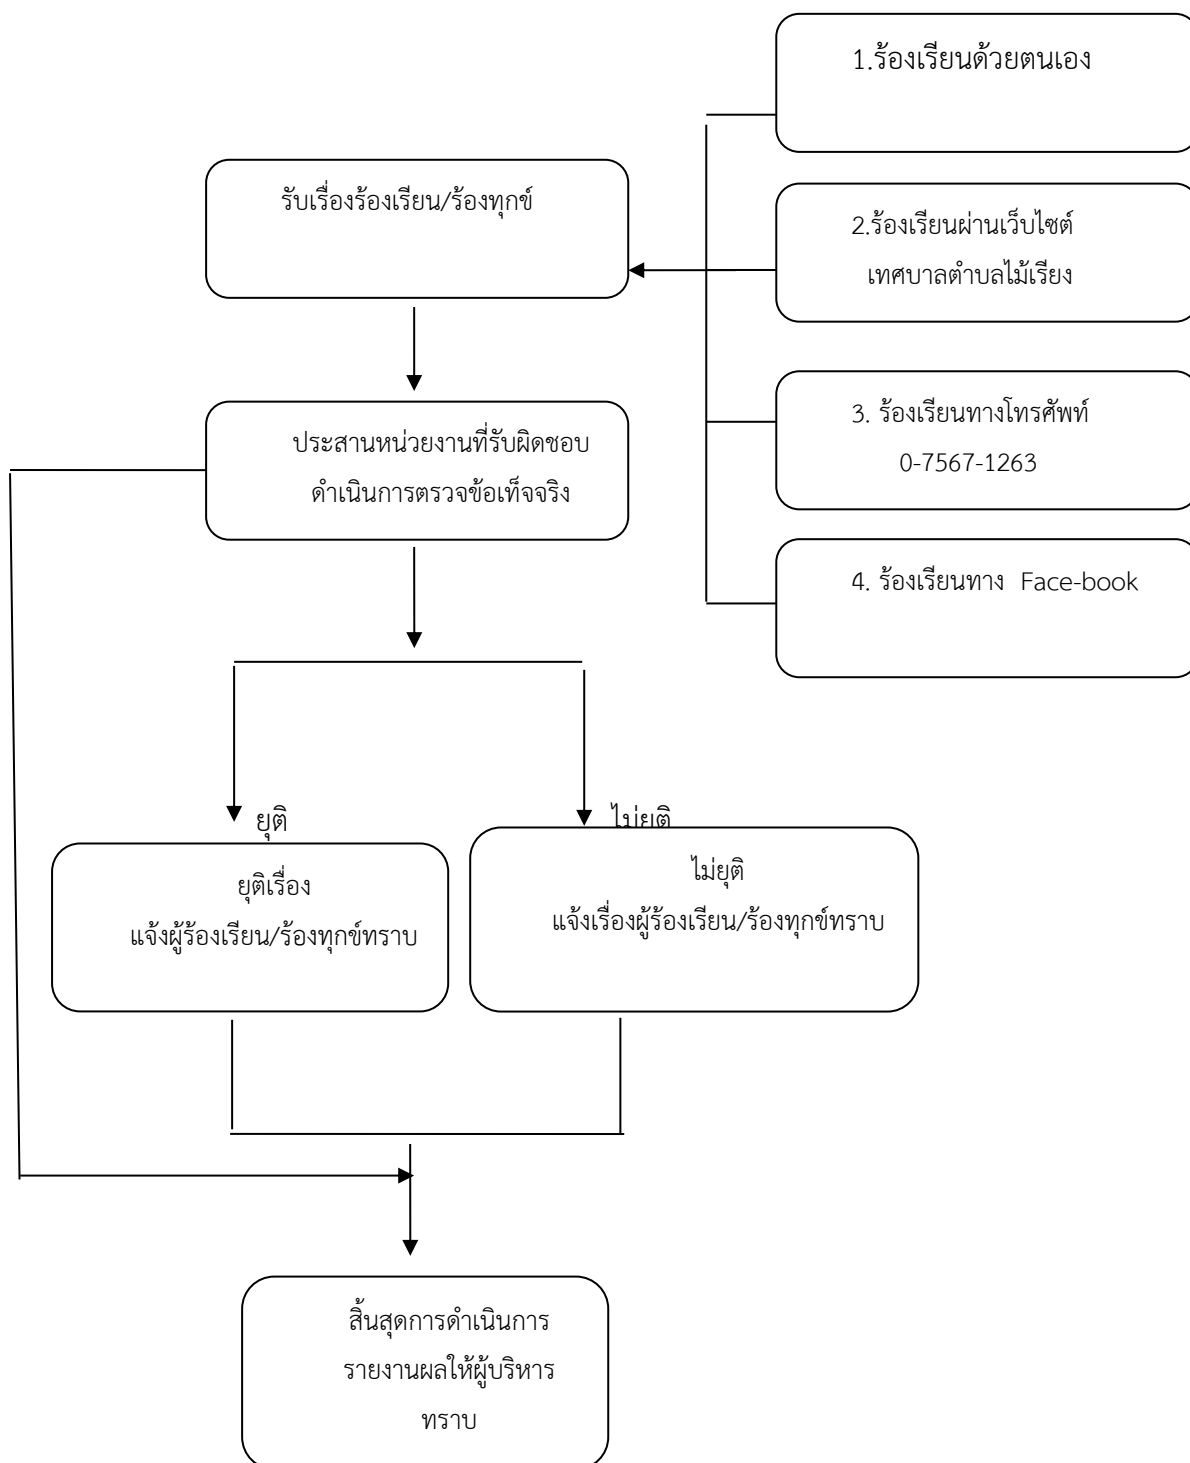 1.ร้องเรียนด้วยตนเอง
รับเรื่องร้องเรียน/ร้องทุกข์
2.ร้องเรียนผ่านเว็บไซต์
เทศบาลตำบลไม้เรียง
3. ร้องเรียนทางโทรศัพท์
0-7567-1263
ประสานหน่วยงานที่รับผิดชอบ
ดำเนินการตรวจข้อเท็จจริง
4. ร้องเรียนทาง Face-book
ยุติ
ไม่ยุติ
ยุติเรื่อง
แจ้งผู้ร้องเรียน/ร้องทุกข์ทราบ
ไม่ยุติ
แจ้งเรื่องผู้ร้องเรียน/ร้องทุกข์ทราบ
สิ้นสุดการดำเนินการ
รายงานผลให้ผู้บริหาร
ทราบ